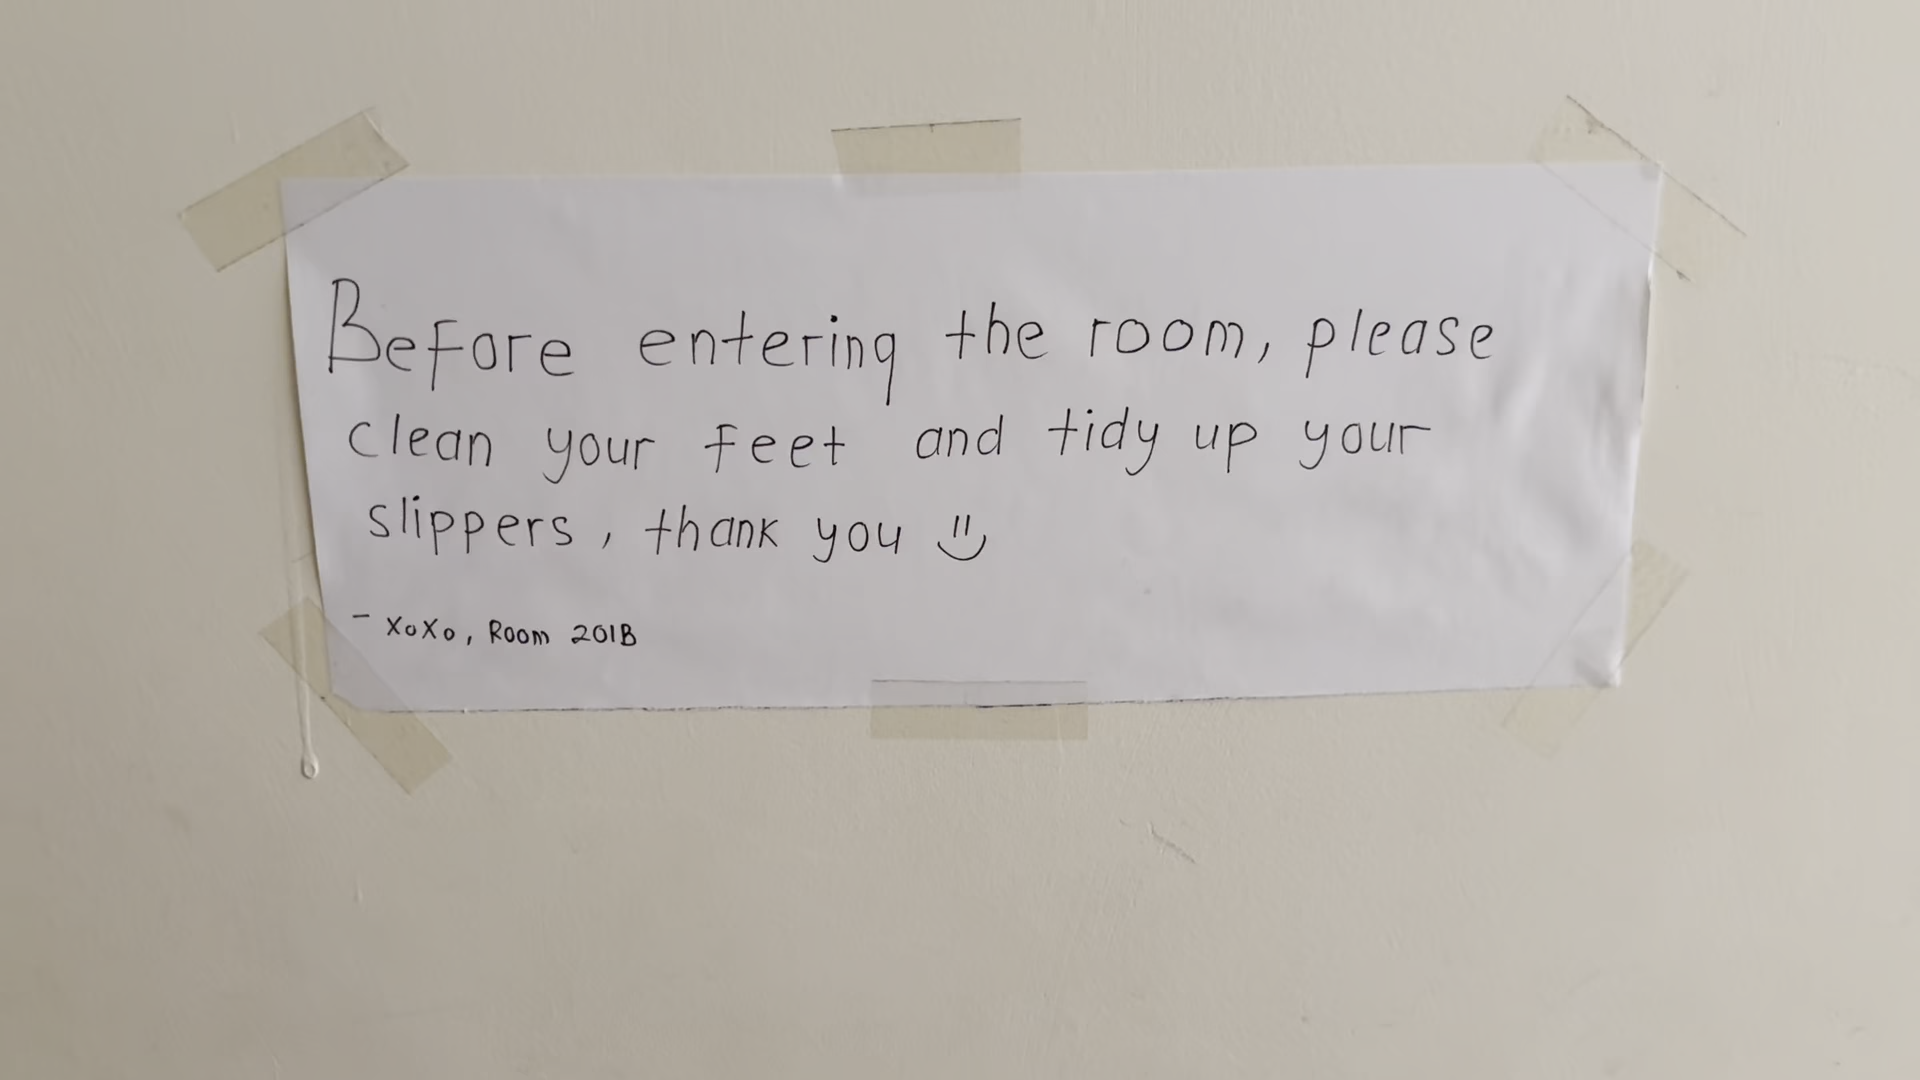 Before entering the room, please
clean your feet and tidy up your
slippers, thank you :)
- XoXo, Room 201B